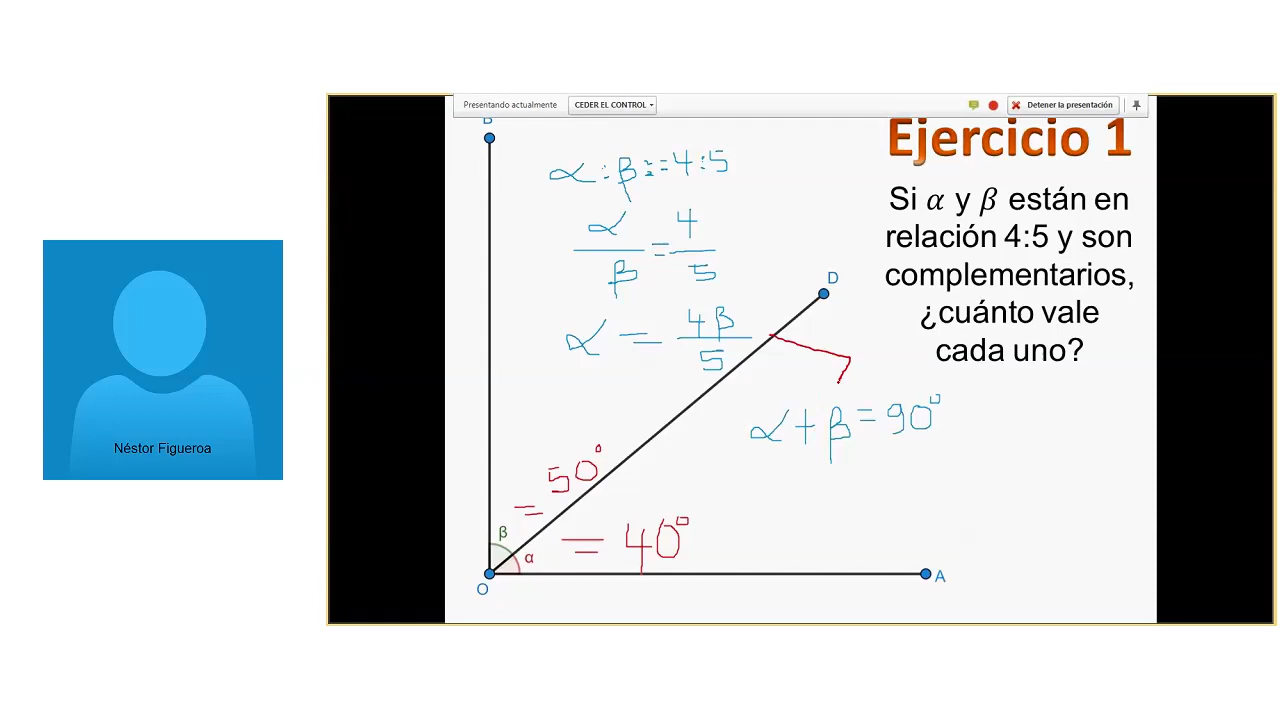 Presentando actualmente CEDER EL CONTROL Detener la presentación
Ejercicio 1
Si α y β están en
relación 4:5 y son
complementarios,
¿cuánto vale
cada uno?
α : β :: 4 : 5
α/β = 4/5
α = 4β/5
D
α + β = 90°
= 50°
β
= 40°
α
O
A
Néstor Figueroa